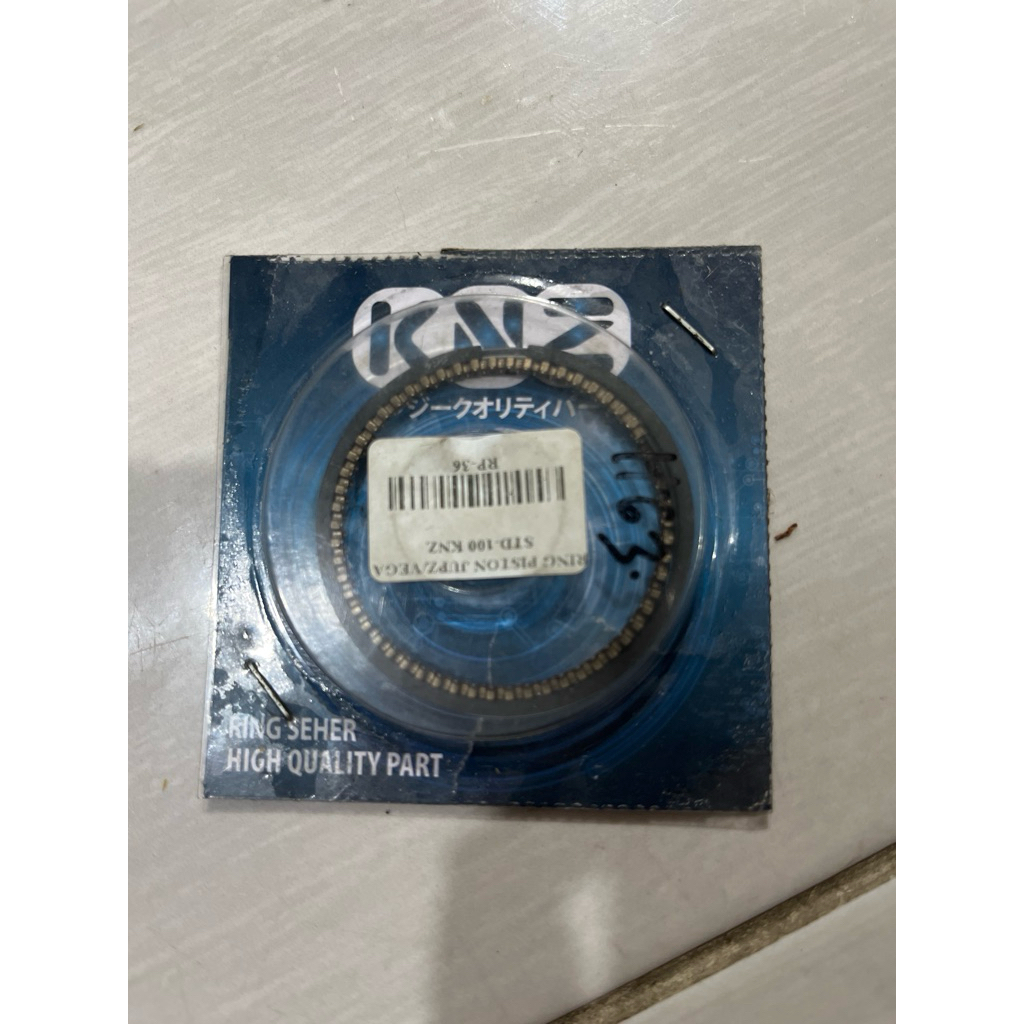 KNZ
ジークオリティパー
RING PISTON JUPZ/VEGA
STD-100 KNZ
RP-36
RING SEHER
HIGH QUALITY PART